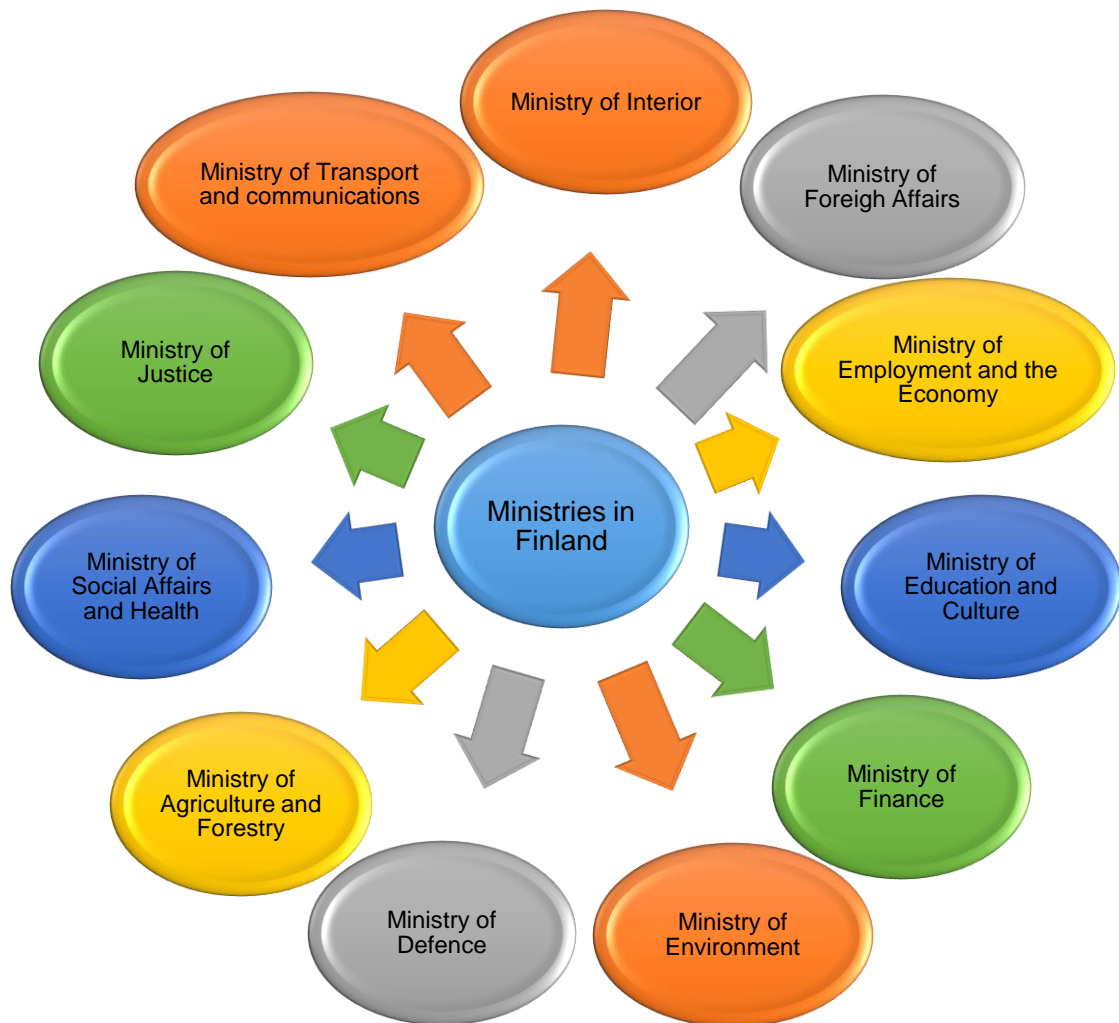 Ministry of Interior
Ministry of
Foreigh Affairs
Ministry of
Employment and the
Economy
Ministry of
Education and
Culture
Ministry of
Finance
Ministry of
Environment
Ministry of
Defence
Ministry of
Agriculture and
Forestry
Ministry of
Social Affairs
and Health
Ministry of
Justice
Ministry of Transport
and communications
Ministries in
Finland